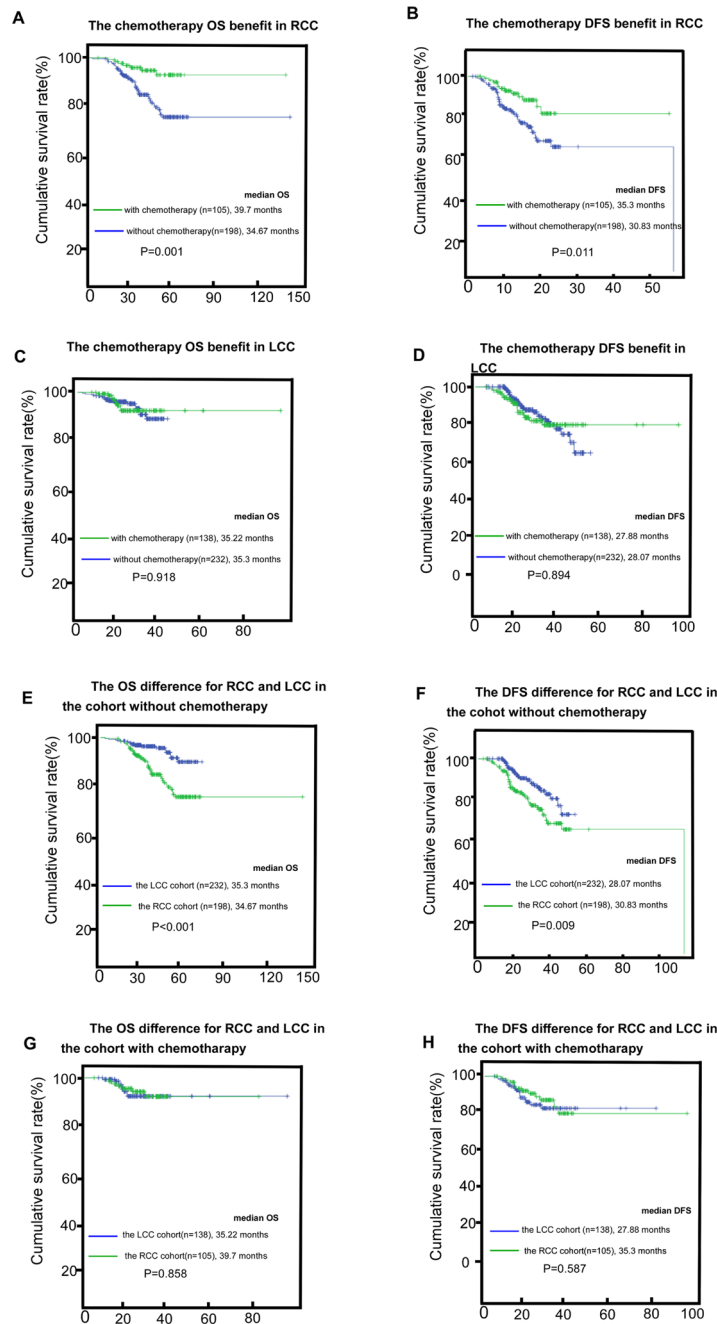 A
The chemotherapy OS benefit in RCC
Cumulative survival rate(%)
100
80
60
40
20
median OS
with chemotherapy (n=105), 39.7 months
without chemotherapy(n=198), 34.67 months
P=0.001
0 30 60 90 120 150
B
The chemotherapy DFS benefit in RCC
Cumulative survival rate(%)
100
80
60
40
20
median DFS
with chemotherapy (n=105), 35.3 months
without chemotherapy(n=198), 30.83 months
P=0.011
0 10 20 30 40 50
C
The chemotherapy OS benefit in LCC
Cumulative survival rate(%)
100
80
60
40
20
median OS
with chemotherapy (n=138), 35.22 months
without chemotherapy(n=232), 35.3 months
P=0.918
20 40 60 80 100
D
The chemotherapy DFS benefit in
LCC
Cumulative survival rate(%)
100
80
60
40
20
0
median DFS
with chemotherapy (n=138), 27.88 months
without chemotherapy(n=232), 28.07 months
P=0.894
0 20 40 60 80 100
E
The OS difference for RCC and LCC in
the cohort without chemotherapy
Cumulative survival rate(%)
100
80
60
40
20
median OS
the LCC cohort (n=232), 35.3 months
the RCC cohort (n=198), 34.67 months
P<0.001
0 30 60 90 120 150
F
The DFS difference for RCC and LCC in
the cohot without chemotherapy
Cumulative survival rate(%)
100
80
60
40
20
median DFS
the LCC cohort(n=232), 28.07 months
the RCC cohort(n=198), 30.83 months
P=0.009
0 20 40 60 80 100
G
The OS difference for RCC and LCC in
the cohort with chemotharapy
Cumulative survival rate(%)
100
80
60
40
20
median OS
the LCC cohort(n=138), 35.22 months
the RCC cohort(n=105), 39.7 months
P=0.858
0 20 40 60 80
H
The DFS difference for RCC and LCC in
the cohort with chemotharapy
Cumulative survival rate(%)
100
80
60
40
20
0
median DFS
the LCC cohort (n=138), 27.88 months
the RCC cohort(n=105), 35.3 months
P=0.587
0 20 40 60 80 100